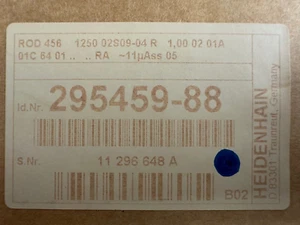 ROD 456 1250 02S09-04 R 1,00 02 01A
01C 64 01 .. .. RA ~11µAss 05
Id.Nr. 295459-88
S.Nr. 11 296 648 A
B02
HEIDENHAIN
D-83301 Traunreut, Germany